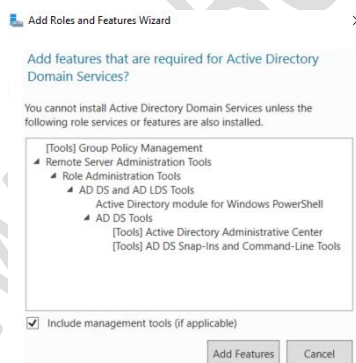 Add Roles and Features Wizard
Add features that are required for Active Directory
Domain Services?
You cannot install Active Directory Domain Services unless the
following role services or features are also installed.
[Tools] Group Policy Management
Remote Server Administration Tools
Role Administration Tools
AD DS and AD LDS Tools
Active Directory module for Windows PowerShell
AD DS Tools
[Tools] Active Directory Administrative Center
[Tools] AD DS Snap-Ins and Command-Line Tools
Include management tools (if applicable)
Add Features Cancel